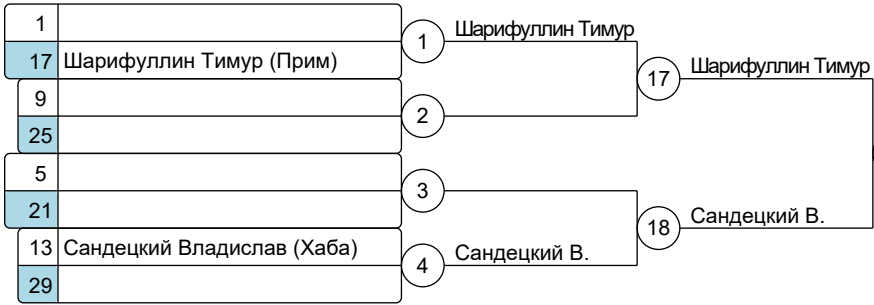 1
17 Шарифуллин Тимур (Прим)
9
25
5
21
13 Сандецкий Владислав (Хаба)
29
1 Шарифуллин Тимур
2
3
4 Сандецкий В.
17 Шарифуллин Тимур
18 Сандецкий В.